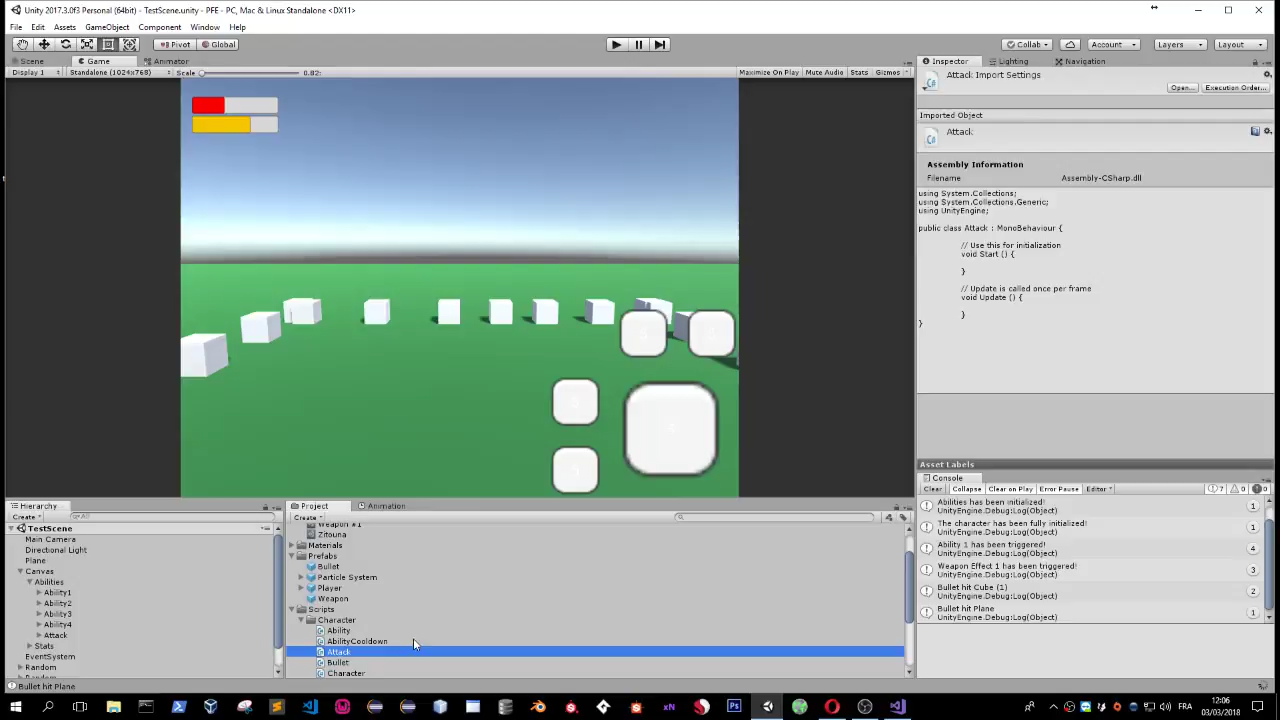 Unity 2017.3.0f3 Personal (64bit) - TestScene.unity - PFE - PC, Mac & Linux Standalone <DX11>
File Edit Assets GameObject Component Window Help
Pivot Global
Collab Account Layers Layout
Scene Game Animator
Display 1 Standalone (1024x768) Scale 0.82:
Maximize On Play Mute Audio Stats Gizmos
Inspector Lighting Navigation
Attack Import Settings
Open... Execution Order...
Imported Object
Attack
Assembly Information
Filename Assembly-CSharp.dll
using System.Collections;
using System.Collections.Generic;
using UnityEngine;
public class Attack : MonoBehaviour {
// Use this for initialization
void Start () {
}
// Update is called once per frame
void Update () {
}
}
Asset Labels
Console
Clear Collapse Clear on Play Error Pause Editor 7 0 0
Abilities has been initialized!
UnityEngine.Debug:Log(Object)
1
The character has been fully initialized!
UnityEngine.Debug:Log(Object)
1
Ability 1 has been triggered!
UnityEngine.Debug:Log(Object)
4
Weapon Effect 1 has been triggered!
UnityEngine.Debug:Log(Object)
3
Bullet hit Cube (1)
UnityEngine.Debug:Log(Object)
2
Bullet hit Plane
UnityEngine.Debug:Log(Object)
1
Hierarchy
Create
TestScene
Main Camera
Directional Light
Plane
Canvas
Abilities
Ability1
Ability2
Ability3
Ability4
Attack
Stats
EventSystem
Random
Project Animation
Create
Weapon #1
Zitouna
Materials
Prefabs
Bullet
Particle System
Player
Weapon
Scripts
Character
Ability
AbilityCooldown
Attack
Bullet
Character
Bullet hit Plane
FRA 12:06
03/03/2018